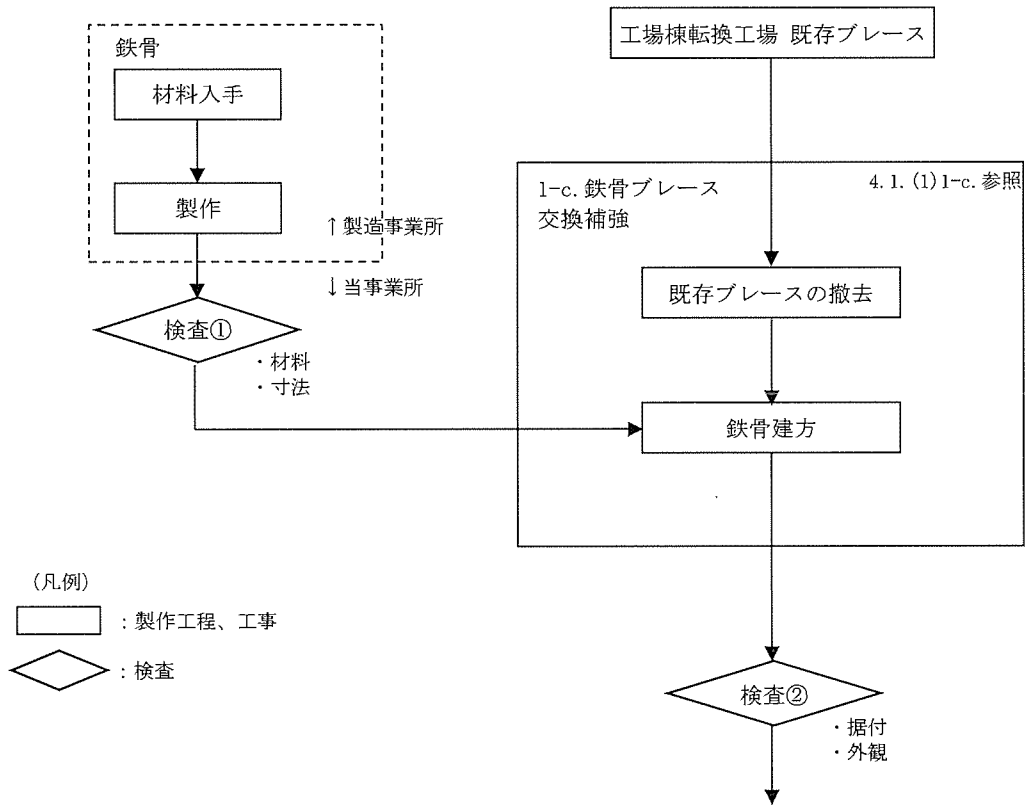 鉄骨
材料入手
製作
↑製造事業所
↓当事業所
検査①
・材料
・寸法
工場棟転換工場 既存ブレース
1-c.鉄骨ブレース
交換補強
4.1.(1)1-c.参照
既存ブレースの撤去
鉄骨建方
検査②
・据付
・外観
(凡例)
:製作工程、工事
:検査